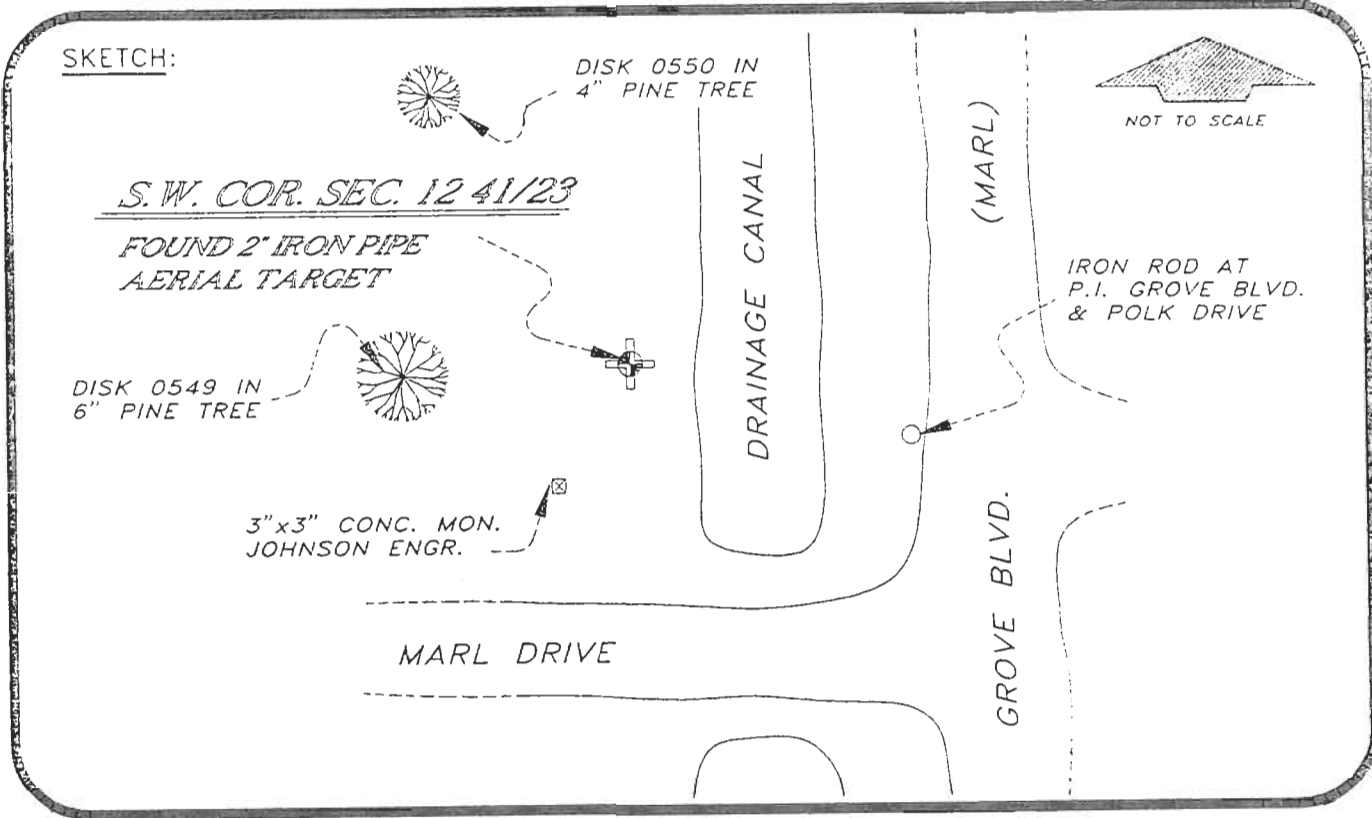 SKETCH:
DISK 0550 IN
4" PINE TREE
NOT TO SCALE
S.W. COR. SEC. 12 41/23
FOUND 2" IRON PIPE
AERIAL TARGET
DRAINAGE CANAL
(MARL)
IRON ROD AT
P.I. GROVE BLVD.
& POLK DRIVE
DISK 0549 IN
6" PINE TREE
3"x3" CONC. MON.
JOHNSON ENGR.
MARL DRIVE
GROVE BLVD.